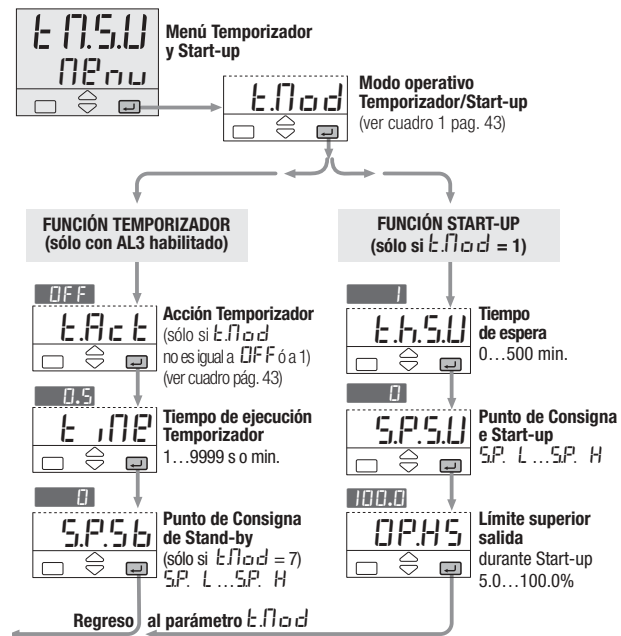 t.M.S.U
Menu
Menú Temporizador
y Start-up
t.Mod
Modo operativo
Temporizador/Start-up
(ver cuadro 1 pag. 43)
FUNCIÓN TEMPORIZADOR
(sólo con AL3 habilitado)
OFF
t.Act
Acción Temporizador
(sólo si t.Mod
no es igual a OFF ó a 1)
(ver cuadro pág. 43)
0.5
tiMe
Tiempo de ejecución
Temporizador
1…9999 s o min.
0
S.P.Sb
Punto de Consigna
de Stand-by
(sólo si t.Mod = 7)
S.P. L …S.P. H
FUNCIÓN START-UP
(sólo si t.Mod = 1)
1
t.h.S.U
Tiempo
de espera
0…500 min.
0
S.P.S.U
Punto de Consigna
e Start-up
S.P. L …S.P. H
100.0
OP.HS
Límite superior
salida
durante Start-up
5.0…100.0%
Regreso al parámetro t.Mod